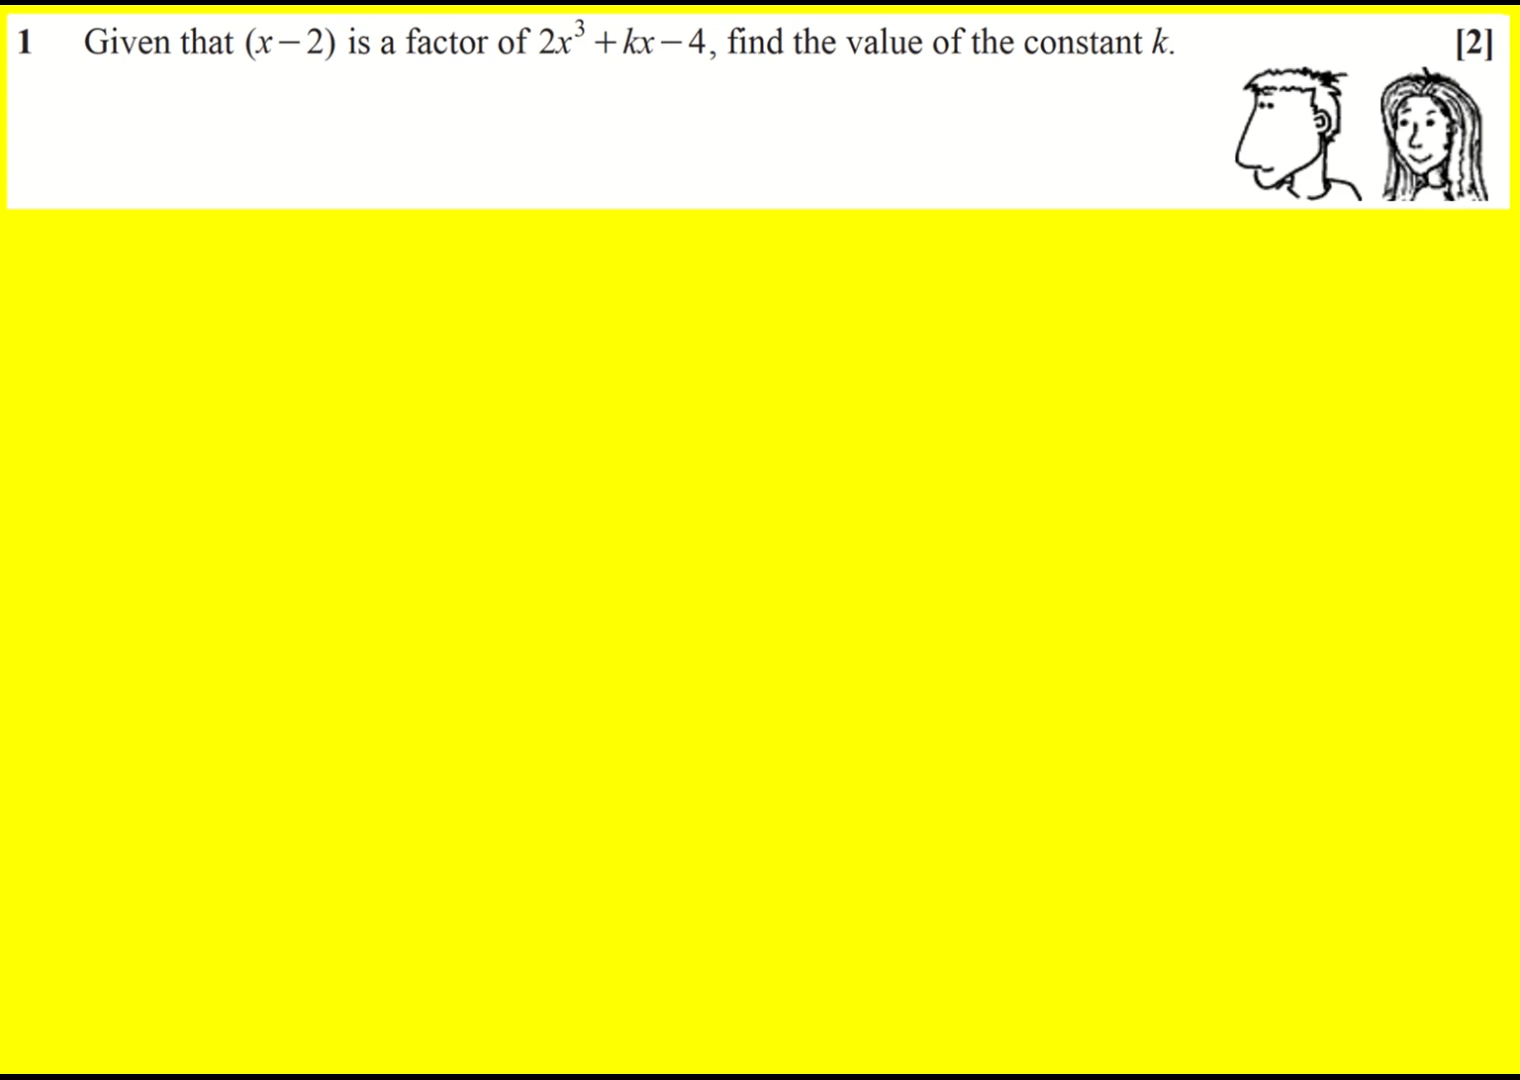 1 Given that (x−2) is a factor of 2x³ + kx − 4, find the value of the constant k. [2]